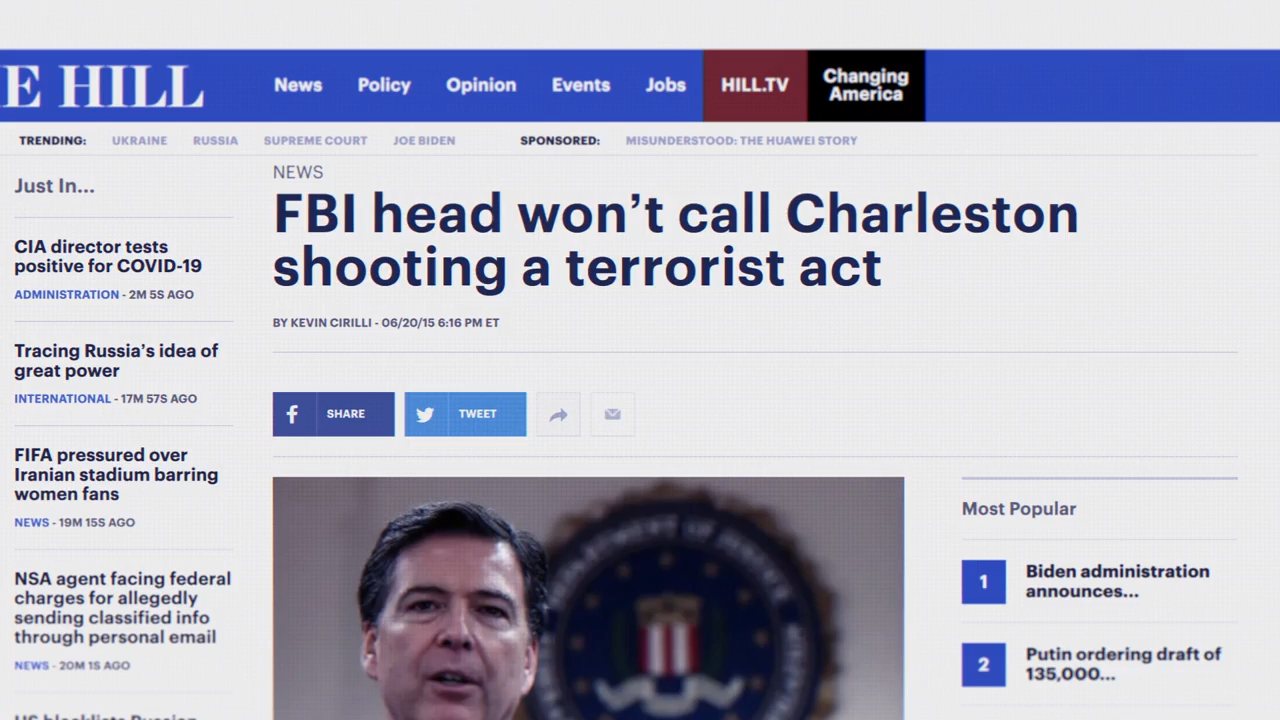 E HILL
News Policy Opinion Events Jobs HILL.TV Changing
America
TRENDING: UKRAINE RUSSIA SUPREME COURT JOE BIDEN SPONSORED: MISUNDERSTOOD: THE HUAWEI STORY
Just In...
CIA director tests
positive for COVID-19
ADMINISTRATION - 2M 5S AGO
Tracing Russia’s idea of
great power
INTERNATIONAL - 17M 57S AGO
FIFA pressured over
Iranian stadium barring
women fans
NEWS - 19M 15S AGO
NSA agent facing federal
charges for allegedly
sending classified info
through personal email
NEWS - 20M 1S AGO
NEWS
FBI head won’t call Charleston
shooting a terrorist act
BY KEVIN CIRILLI - 06/20/15 6:16 PM ET
f SHARE TWEET
DEPARTMENT OF JUSTICE
Most Popular
1 Biden administration
announces...
2 Putin ordering draft of
135,000...